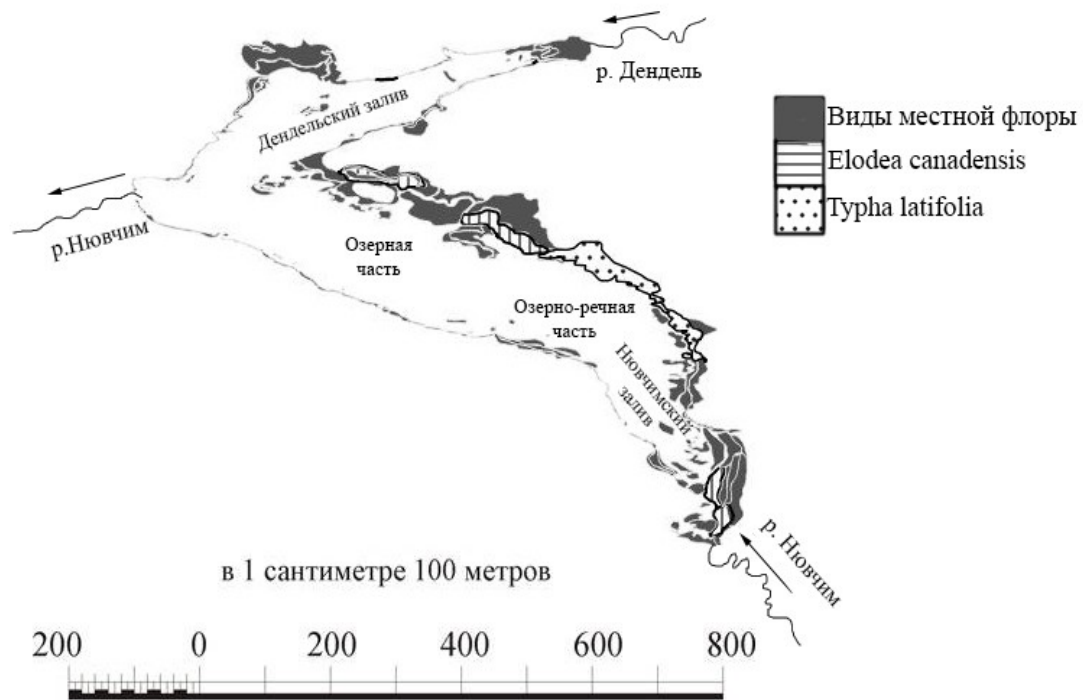 р. Дендель
Дендельский залив
Виды местной флоры
Elodea canadensis
Typha latifolia
р.Нювчим
Озерная
часть
Озерно-речная
часть
Нювчимский
залив
р. Нювчим
в 1 сантиметре 100 метров
200 0 200 400 600 800